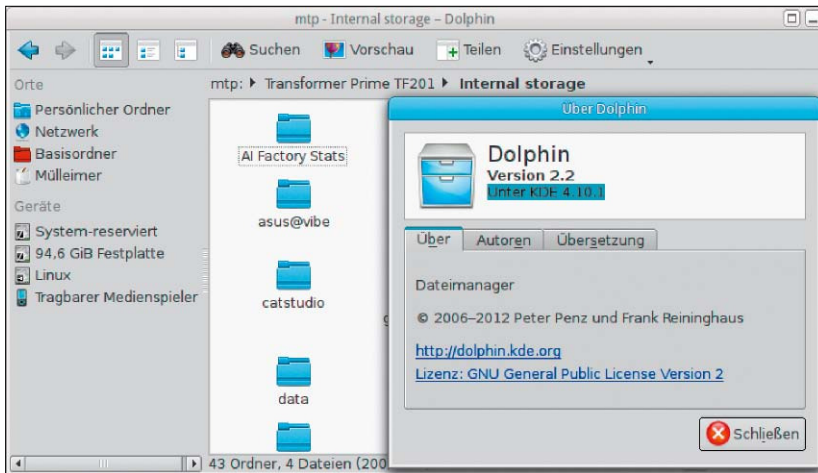 mtp - Internal storage – Dolphin
Suchen Vorschau Teilen Einstellungen
Orte
Persönlicher Ordner
Netzwerk
Basisordner
Mülleimer
Geräte
System-reserviert
94,6 GiB Festplatte
Linux
Tragbarer Medienspieler
mtp: Transformer Prime TF201 Internal storage
AI Factory Stats
asus@vibe
catstudio
data
43 Ordner, 4 Dateien (200
Über Dolphin
Dolphin
Version 2.2
Unter KDE 4.10.1
Über Autoren Übersetzung
Dateimanager
© 2006–2012 Peter Penz und Frank Reininghaus
http://dolphin.kde.org
Lizenz: GNU General Public License Version 2
Schließen